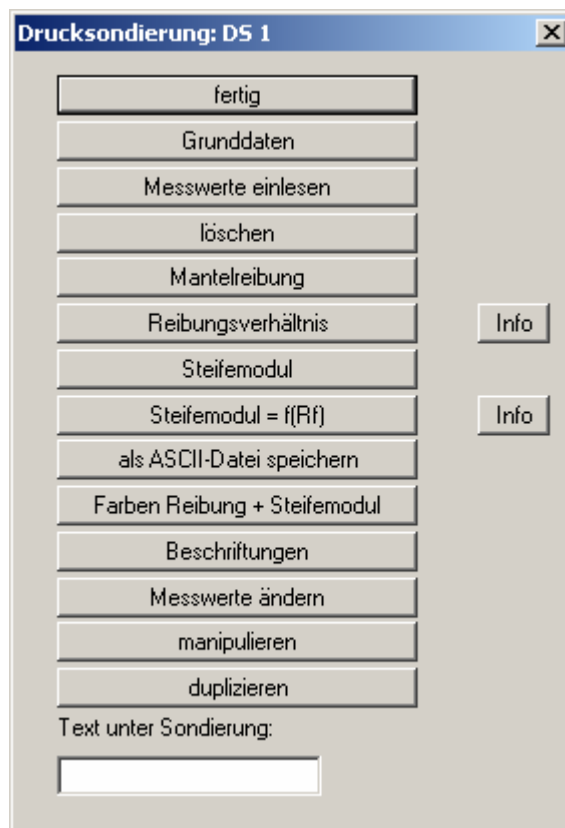 Drucksondierung: DS 1
fertig
Grunddaten
Messwerte einlesen
löschen
Mantelreibung
Reibungsverhältnis Info
Steifemodul
Steifemodul = f(Rf) Info
als ASCII-Datei speichern
Farben Reibung + Steifemodul
Beschriftungen
Messwerte ändern
manipulieren
duplizieren
Text unter Sondierung: